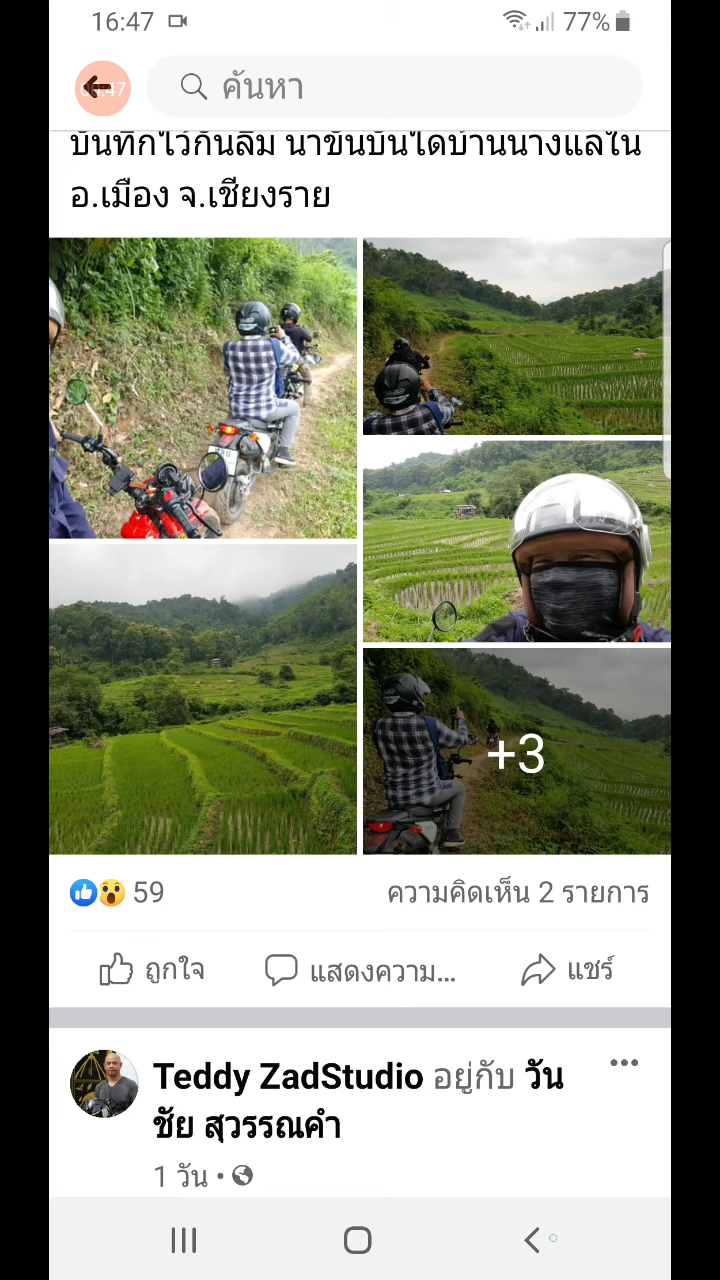 16:47
77%
ค้นหา
บันทึกไว้กันลืม นาขั้นบันไดบ้านนางแลใน
อ.เมือง จ.เชียงราย
+3
59
ความคิดเห็น 2 รายการ
ถูกใจ
แสดงความ...
แชร์
Teddy ZadStudio อยู่กับ วัน
ชัย สุวรรณคำ
1 วัน